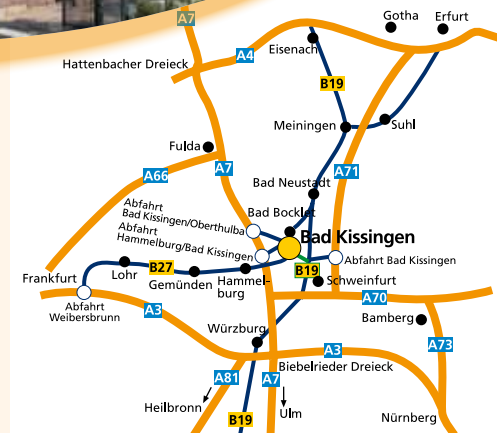 A7
Gotha
Erfurt
Eisenach
A4
Hattenbacher Dreieck
B19
Meiningen
Suhl
Fulda
A7
A71
A66
Bad Neustadt
Abfahrt
Bad Kissingen/Oberthulba
Bad Bocklet
Abfahrt
Hammelburg/Bad Kissingen
Bad Kissingen
Abfahrt Bad Kissingen
B19
Lohr
B27
Gemünden
Hammel-
burg
Schweinfurt
Frankfurt
Abfahrt
Weibersbrunn
A3
A70
Bamberg
Würzburg
A73
A3
Biebelrieder Dreieck
A81
A7
Heilbronn
Ulm
B19
Nürnberg